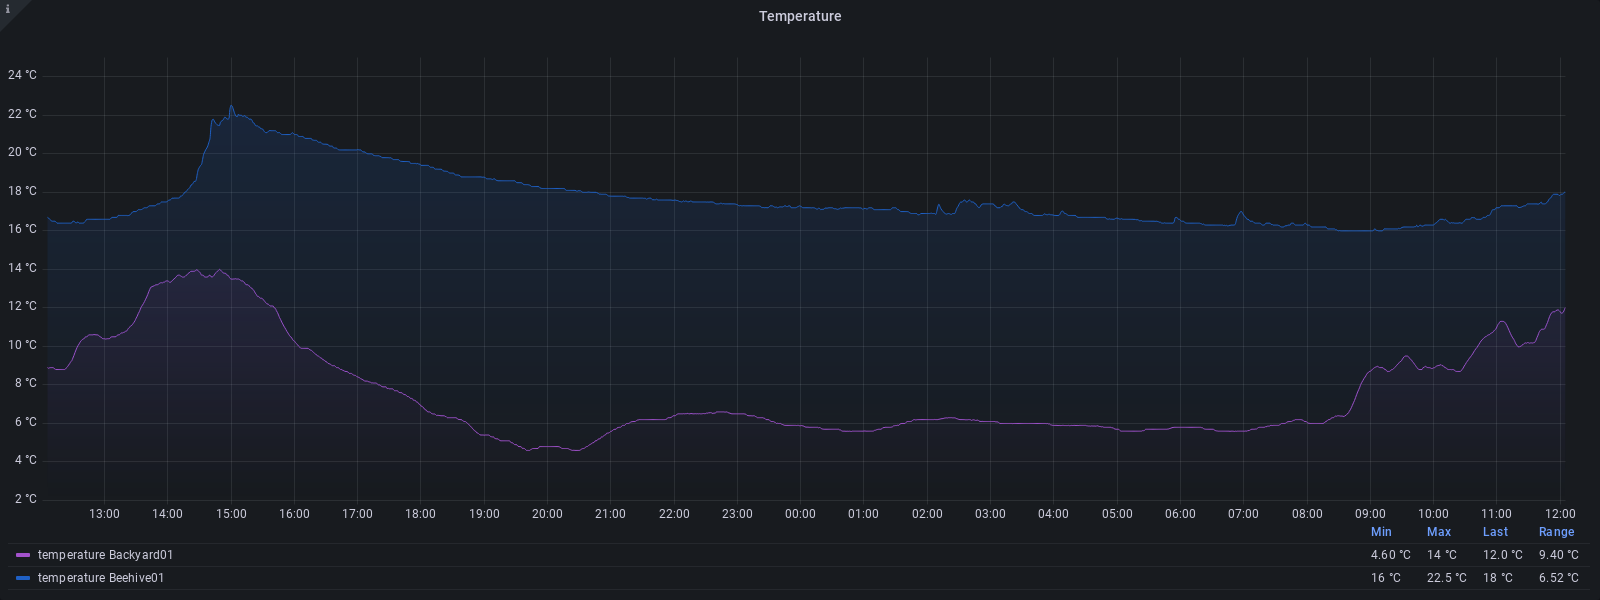 i
Temperature
24 °C
22 °C
20 °C
18 °C
16 °C
14 °C
12 °C
10 °C
8 °C
6 °C
4 °C
2 °C
13:00 14:00 15:00 16:00 17:00 18:00 19:00 20:00 21:00 22:00 23:00 00:00 01:00 02:00 03:00 04:00 05:00 06:00 07:00 08:00 09:00 10:00 11:00 12:00
Min Max Last Range
temperature Backyard01 4.60 °C 14 °C 12.0 °C 9.40 °C
temperature Beehive01 16 °C 22.5 °C 18 °C 6.52 °C